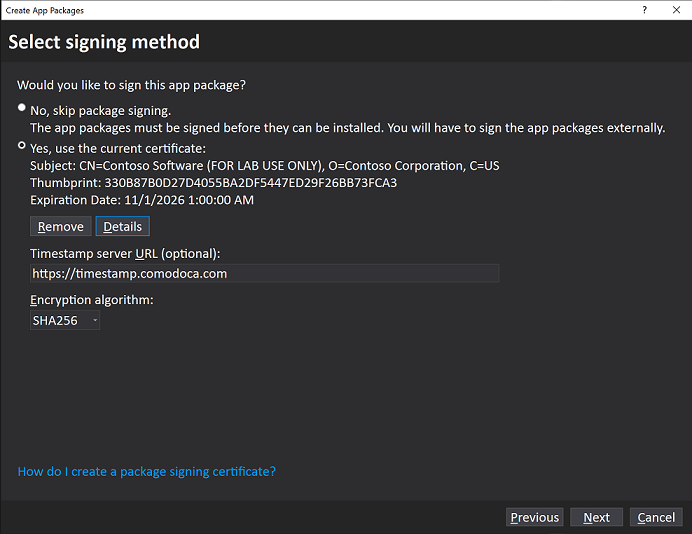 Create App Packages
?
Select signing method
Would you like to sign this app package?
No, skip package signing.
The app packages must be signed before they can be installed. You will have to sign the app packages externally.
Yes, use the current certificate:
Subject: CN=Contoso Software (FOR LAB USE ONLY), O=Contoso Corporation, C=US
Thumbprint: 330B87B0D27D4055BA2DF5447ED29F26BB73FCA3
Expiration Date: 11/1/2026 1:00:00 AM
Remove Details
Timestamp server URL (optional):
https://timestamp.comodoca.com
Encryption algorithm:
SHA256
How do I create a package signing certificate?
Previous Next Cancel